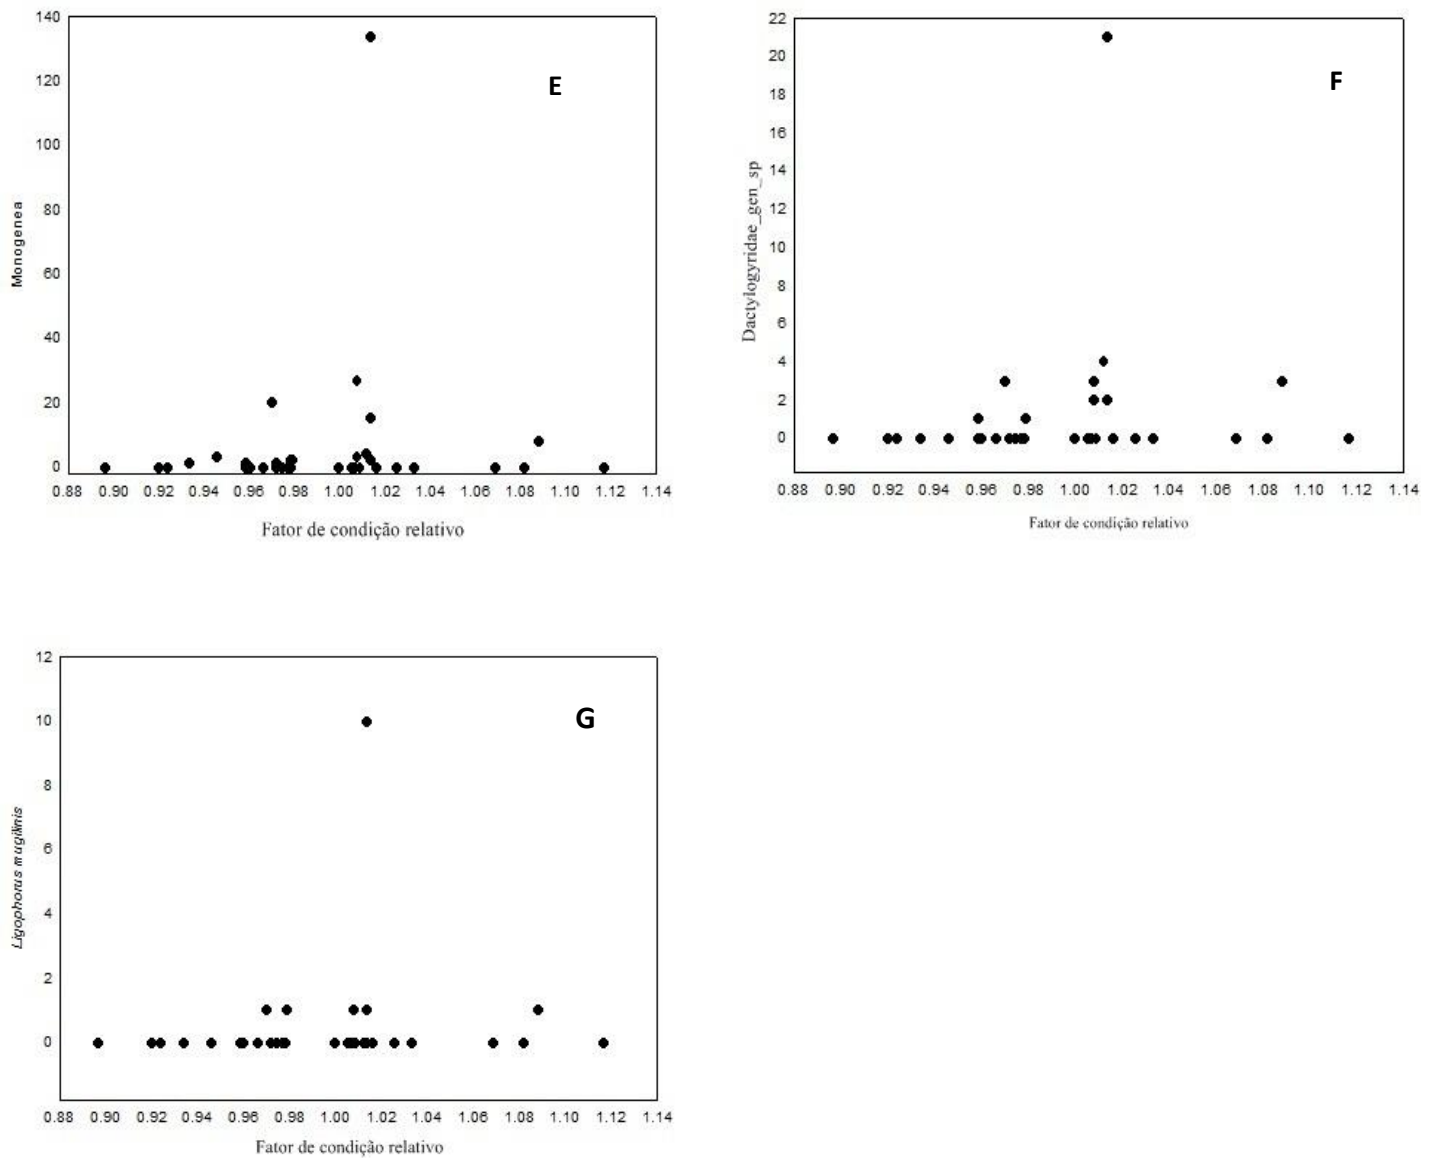 140
120
100
80
60
40
20
0
Monogenea
E
0.88 0.90 0.92 0.94 0.96 0.98 1.00 1.02 1.04 1.06 1.08 1.10 1.12 1.14
Fator de condição relativo
22
20
18
16
14
12
10
8
6
4
2
0
Dactylogyridae_gen_sp
F
0.88 0.90 0.92 0.94 0.96 0.98 1.00 1.02 1.04 1.06 1.08 1.10 1.12 1.14
Fator de condição relativo
12
10
8
6
4
2
0
Ligophorus mugilinis
G
0.88 0.90 0.92 0.94 0.96 0.98 1.00 1.02 1.04 1.06 1.08 1.10 1.12 1.14
Fator de condição relativo